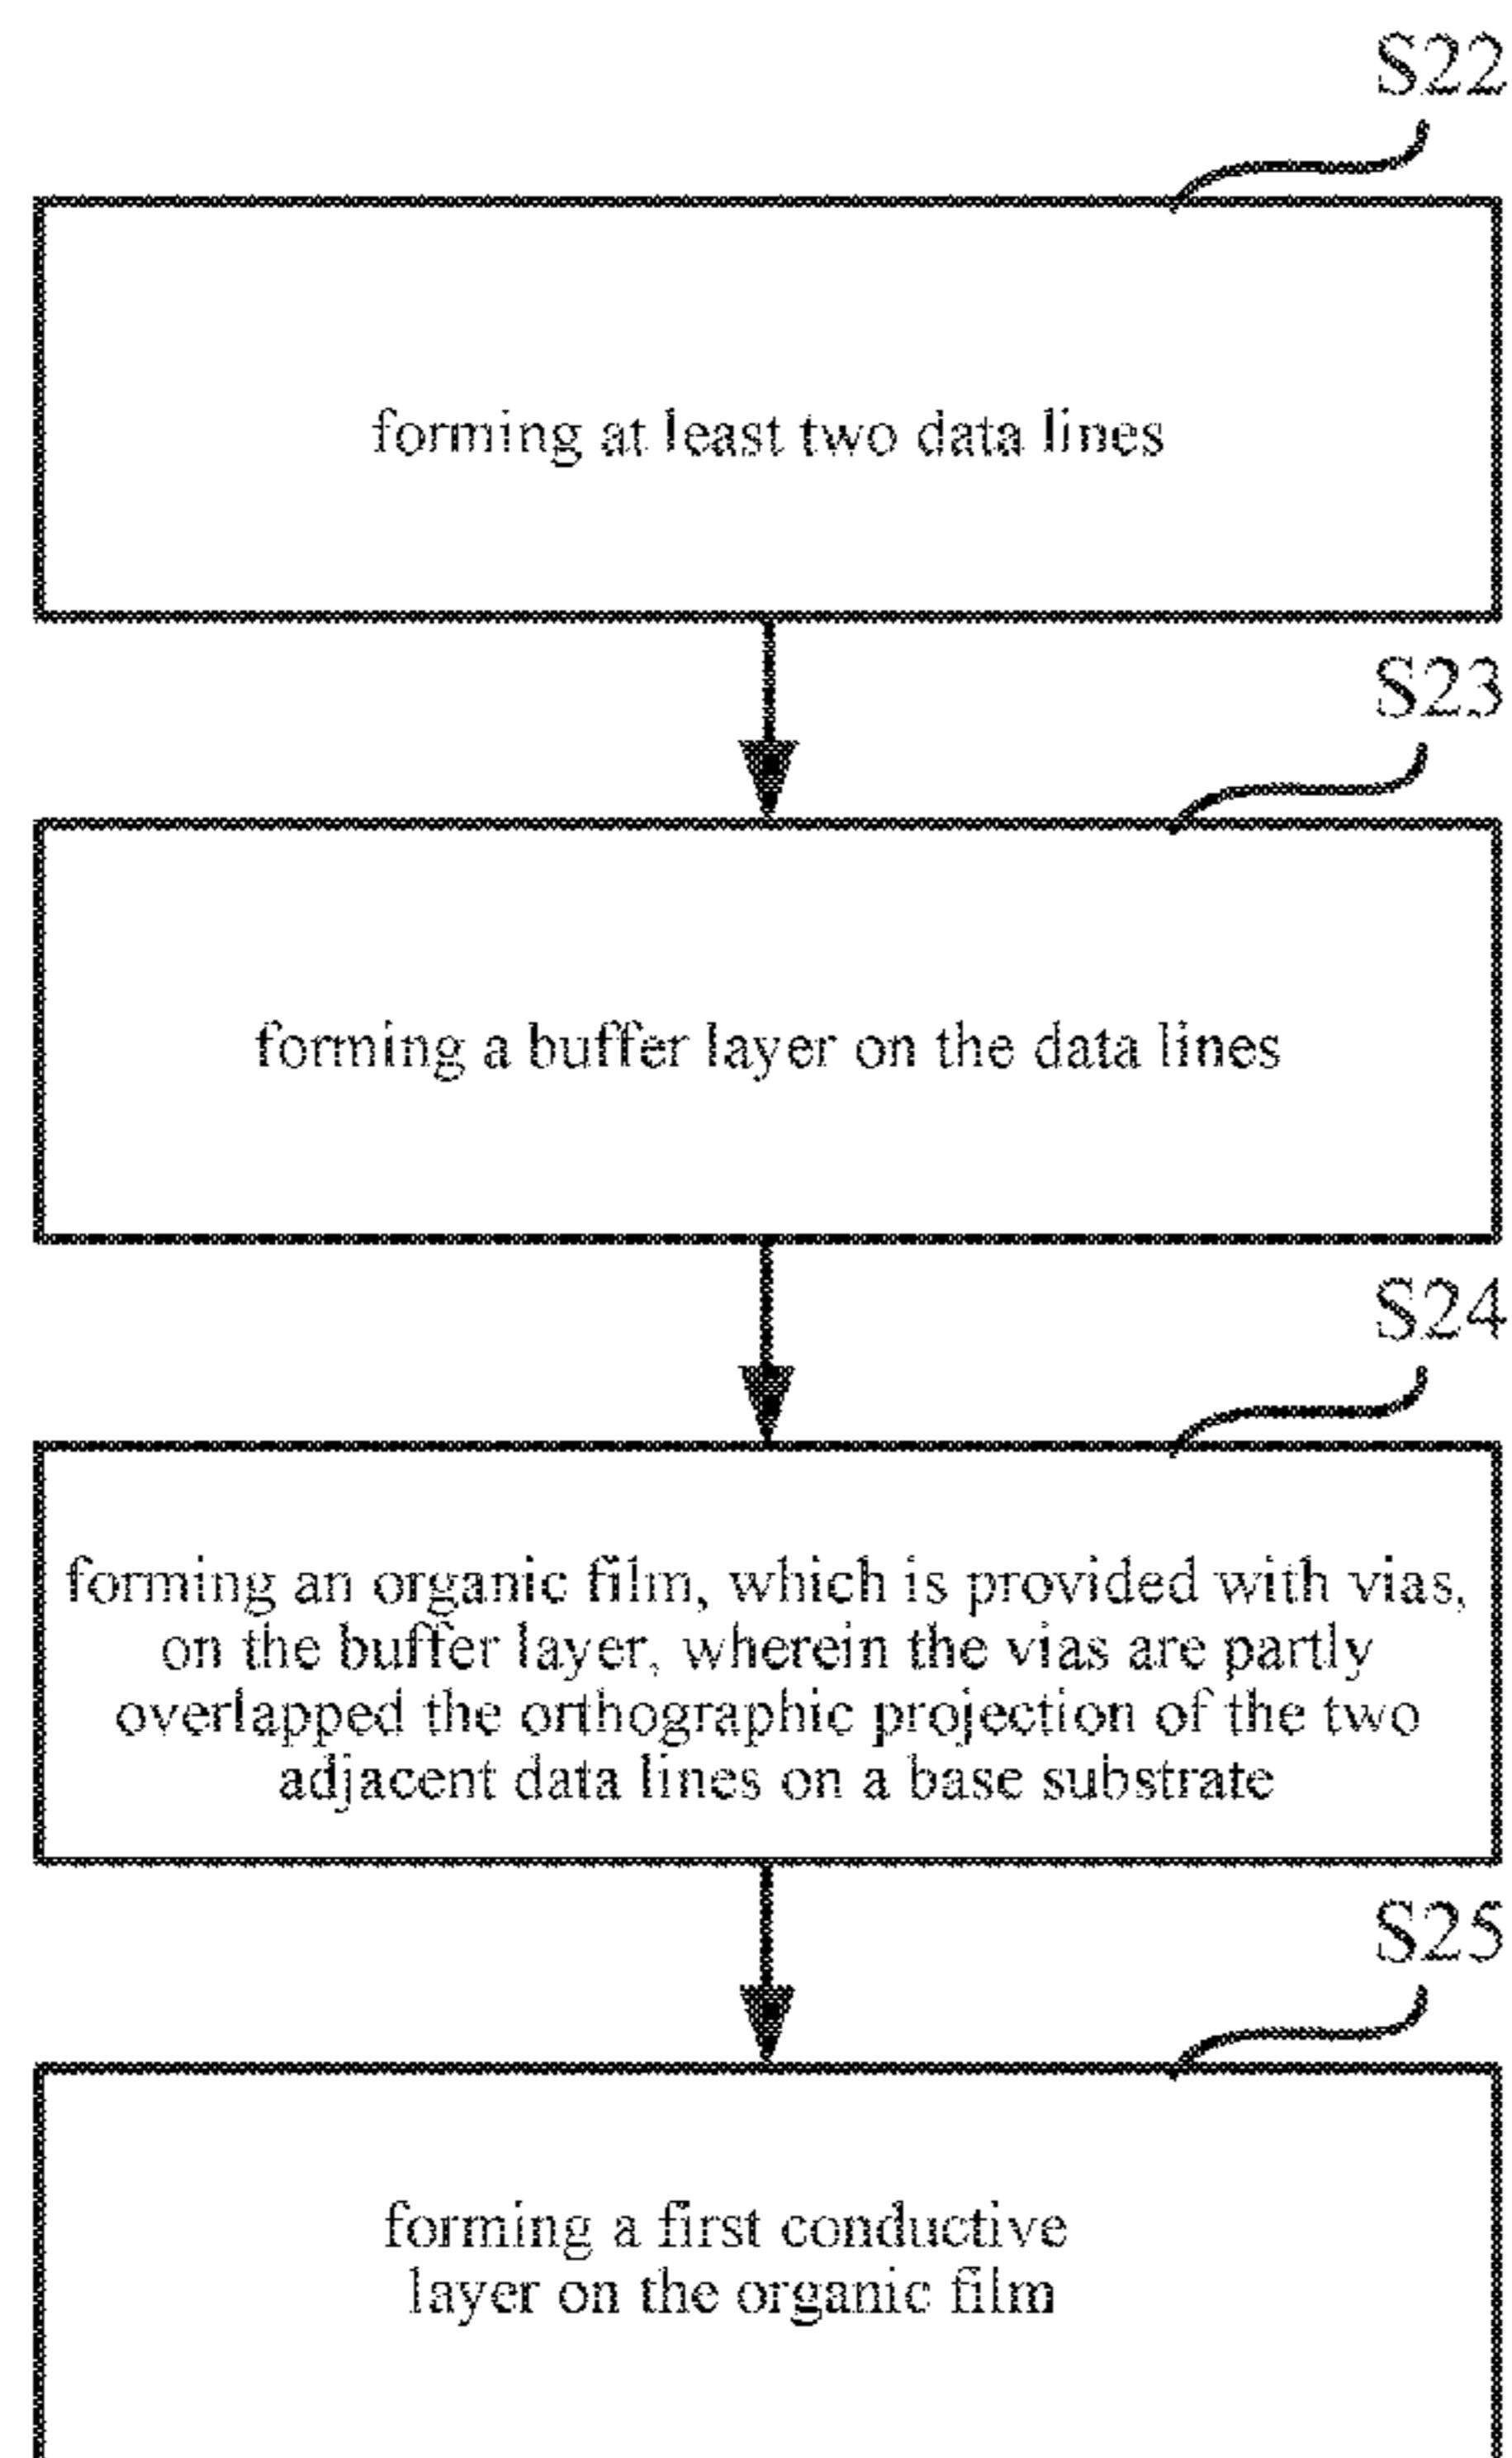 S22
forming at least two data lines
S23
forming a buffer layer on the data lines
S24
forming an organic film, which is provided with vias,
on the buffer layer, wherein the vias are partly
overlapped the orthographic projection of the two
adjacent data lines on a base substrate
S25
forming a first conductive
layer on the organic film